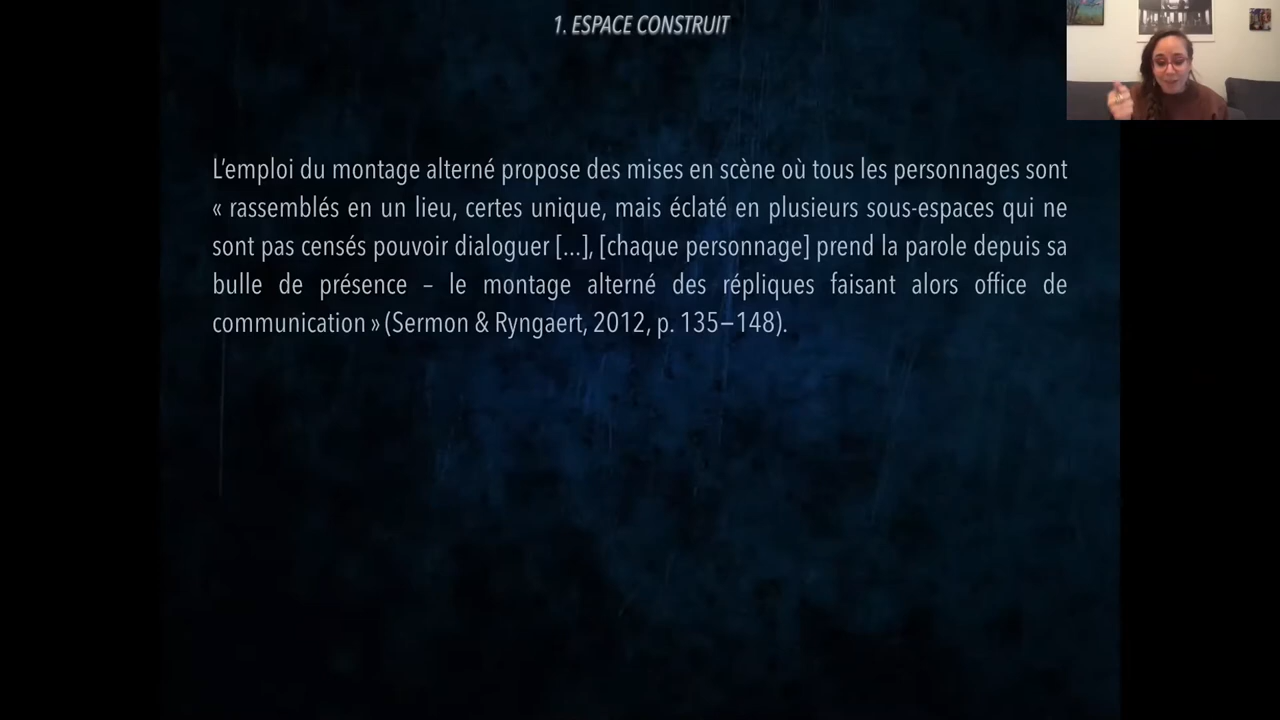 1. ESPACE CONSTRUIT
L’emploi du montage alterné propose des mises en scène où tous les personnages sont
« rassemblés en un lieu, certes unique, mais éclaté en plusieurs sous-espaces qui ne
sont pas censés pouvoir dialoguer [...], [chaque personnage] prend la parole depuis sa
bulle de présence – le montage alterné des répliques faisant alors office de
communication » (Sermon & Ryngaert, 2012, p. 135–148).